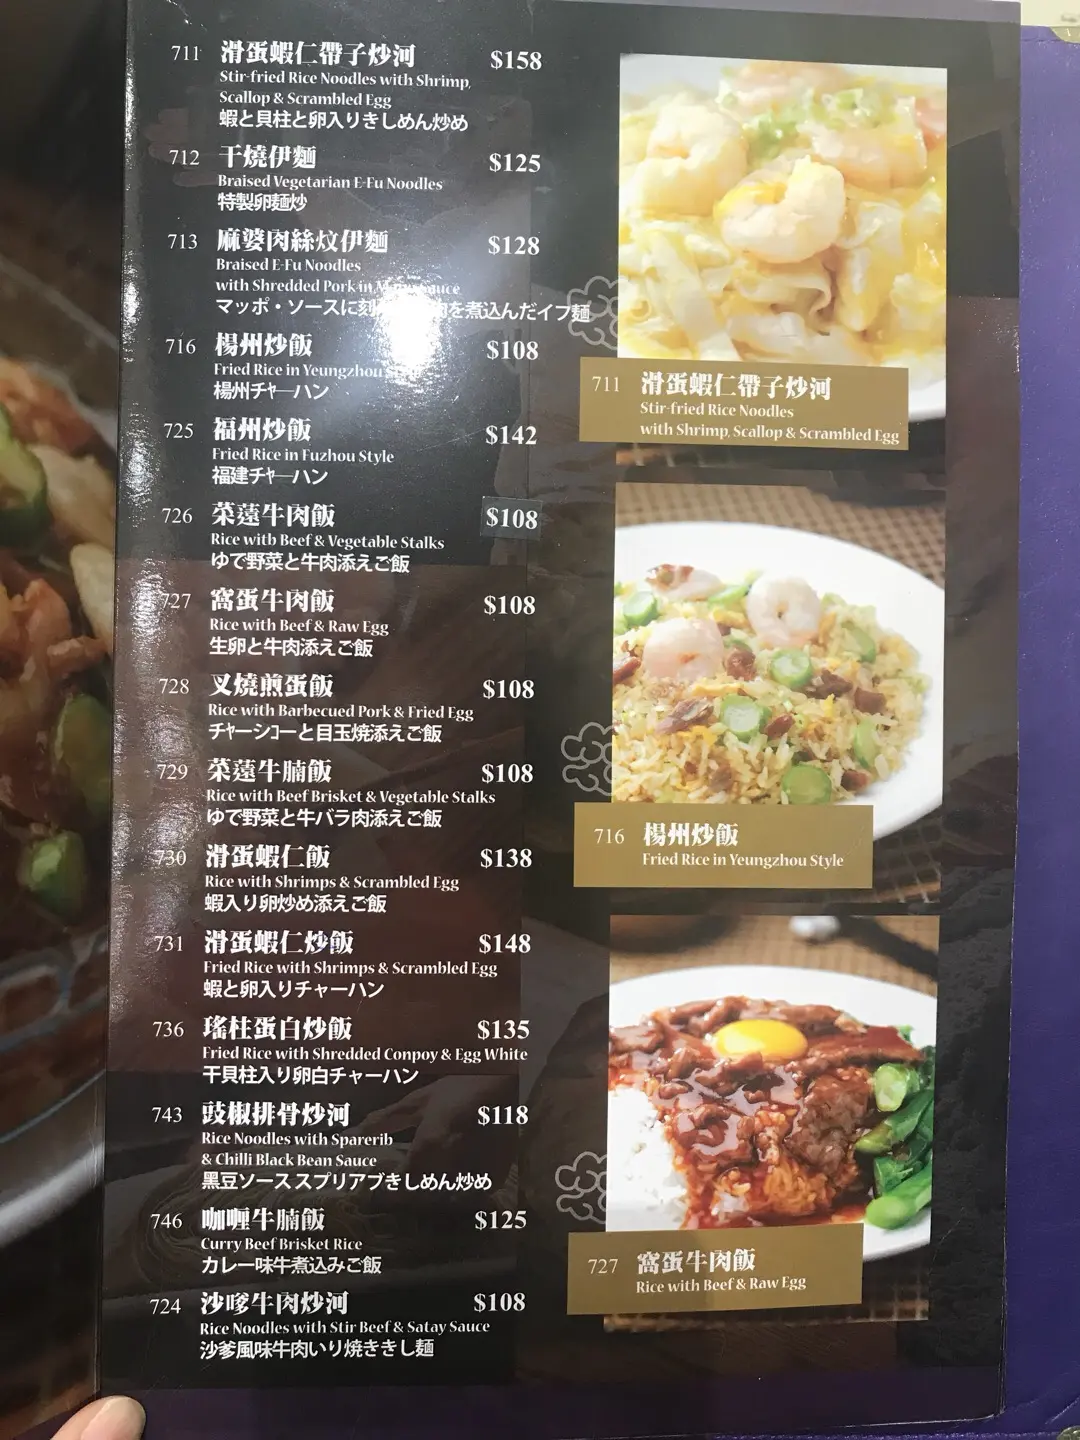 711 滑蛋蝦仁帶子炒河 $158
Stir-fried Rice Noodles with Shrimp,
Scallop & Scrambled Egg
蝦と貝柱と卵入りきしめん炒め
712 干燒伊麵 $125
Braised Vegetarian E-Fu Noodles
特製卵麺炒
713 麻婆肉絲炆伊麵 $128
Braised E-Fu Noodles
with Shredded Pork in Sauce
マッポ・ソースに刻 肉を煮込んだイフ麺
716 楊州炒飯 $108
Fried Rice in Yeungzhou
楊州チャーハン
725 福州炒飯 $142
Fried Rice in Fuzhou Style
福建チャーハン
726 菜薳牛肉飯 $108
Rice with Beef & Vegetable Stalks
ゆで野菜と牛肉添えご飯
727 窩蛋牛肉飯 $108
Rice with Beef & Raw Egg
生卵と牛肉添えご飯
728 叉燒煎蛋飯 $108
Rice with Barbecued Pork & Fried Egg
チャーシューと目玉焼添えご飯
729 菜薳牛腩飯 $108
Rice with Beef Brisket & Vegetable Stalks
ゆで野菜と牛バラ肉添えご飯
730 滑蛋蝦仁飯 $138
Rice with Shrimps & Scrambled Egg
蝦入り卵炒め添えご飯
731 滑蛋蝦仁炒飯 $148
Fried Rice with Shrimps & Scrambled Egg
蝦と卵入りチャーハン
736 瑤柱蛋白炒飯 $135
Fried Rice with Shredded Conpoy & Egg White
干貝柱入り卵白チャーハン
743 豉椒排骨炒河 $118
Rice Noodles with Sparerib
& Chilli Black Bean Sauce
黑豆ソース スプリアブきしめん炒め
746 咖喱牛腩飯 $125
Curry Beef Brisket Rice
カレー味牛煮込みご飯
724 沙嗲牛肉炒河 $108
Rice Noodles with Stir Beef & Satay Sauce
沙爹風味牛肉いり焼ききし麺
711 滑蛋蝦仁帶子炒河
Stir-fried Rice Noodles
with Shrimp, Scallop & Scrambled Egg
716 楊州炒飯
Fried Rice in Yeungzhou Style
727 窩蛋牛肉飯
Rice with Beef & Raw Egg